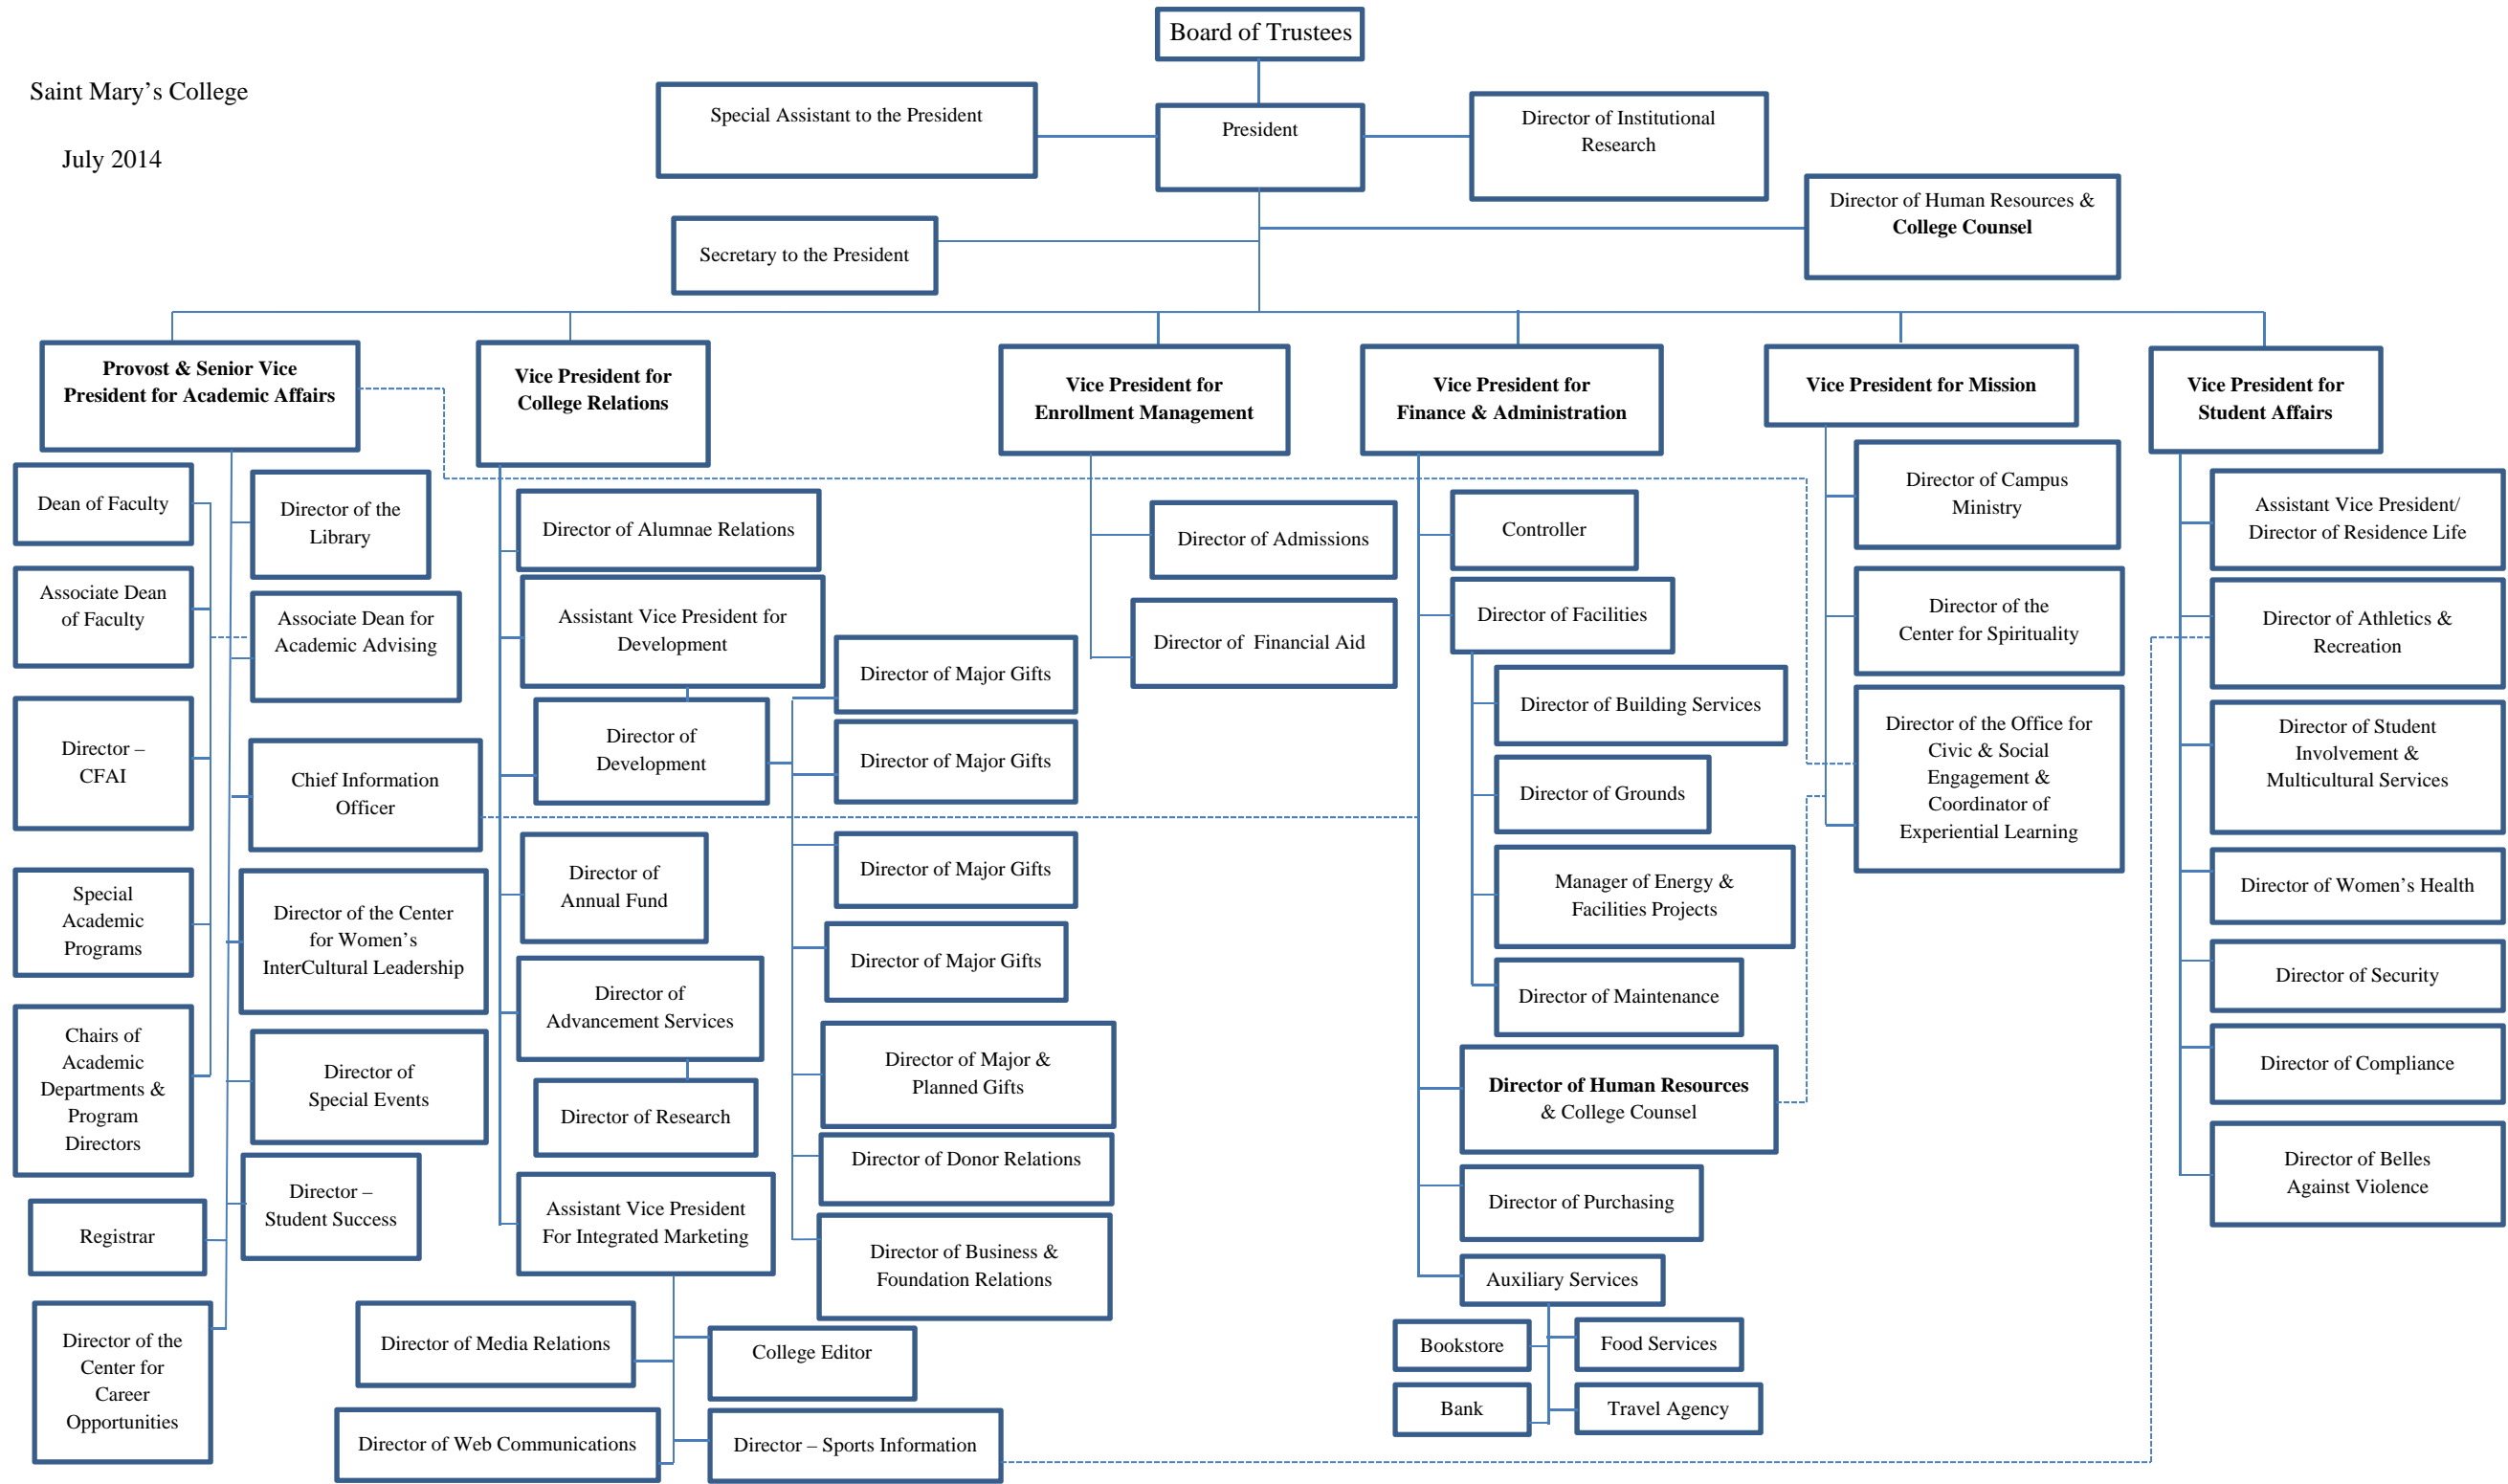 Board of Trustees
Saint Mary’s College
July 2014
Special Assistant to the President
President
Director of Institutional
Research
Director of Human Resources &
College Counsel
Secretary to the President
Provost & Senior Vice
President for Academic Affairs
Vice President for
College Relations
Vice President for
Enrollment Management
Vice President for
Finance & Administration
Vice President for Mission
Vice President for
Student Affairs
Dean of Faculty
Associate Dean
of Faculty
Director –
CFAI
Special
Academic
Programs
Chairs of
Academic
Departments &
Program
Directors
Registrar
Director of the
Center for
Career
Opportunities
Director of the
Library
Associate Dean for
Academic Advising
Chief Information
Officer
Director of the Center
for Women’s
InterCultural Leadership
Director of
Special Events
Director –
Student Success
Director of Alumnae Relations
Assistant Vice President for
Development
Director of
Development
Director of
Annual Fund
Director of
Advancement Services
Director of Research
Assistant Vice President
For Integrated Marketing
Director of Media Relations
College Editor
Director of Web Communications
Director – Sports Information
Director of Major Gifts
Director of Major Gifts
Director of Major Gifts
Director of Major Gifts
Director of Major &
Planned Gifts
Director of Donor Relations
Director of Business &
Foundation Relations
Director of Admissions
Director of Financial Aid
Controller
Director of Facilities
Director of Building Services
Director of Grounds
Manager of Energy &
Facilities Projects
Director of Maintenance
Director of Human Resources
& College Counsel
Director of Purchasing
Auxiliary Services
Bookstore
Food Services
Bank
Travel Agency
Director of Campus
Ministry
Director of the
Center for Spirituality
Director of the Office for
Civic & Social
Engagement &
Coordinator of
Experiential Learning
Assistant Vice President/
Director of Residence Life
Director of Athletics &
Recreation
Director of Student
Involvement &
Multicultural Services
Director of Women’s Health
Director of Security
Director of Compliance
Director of Belles
Against Violence